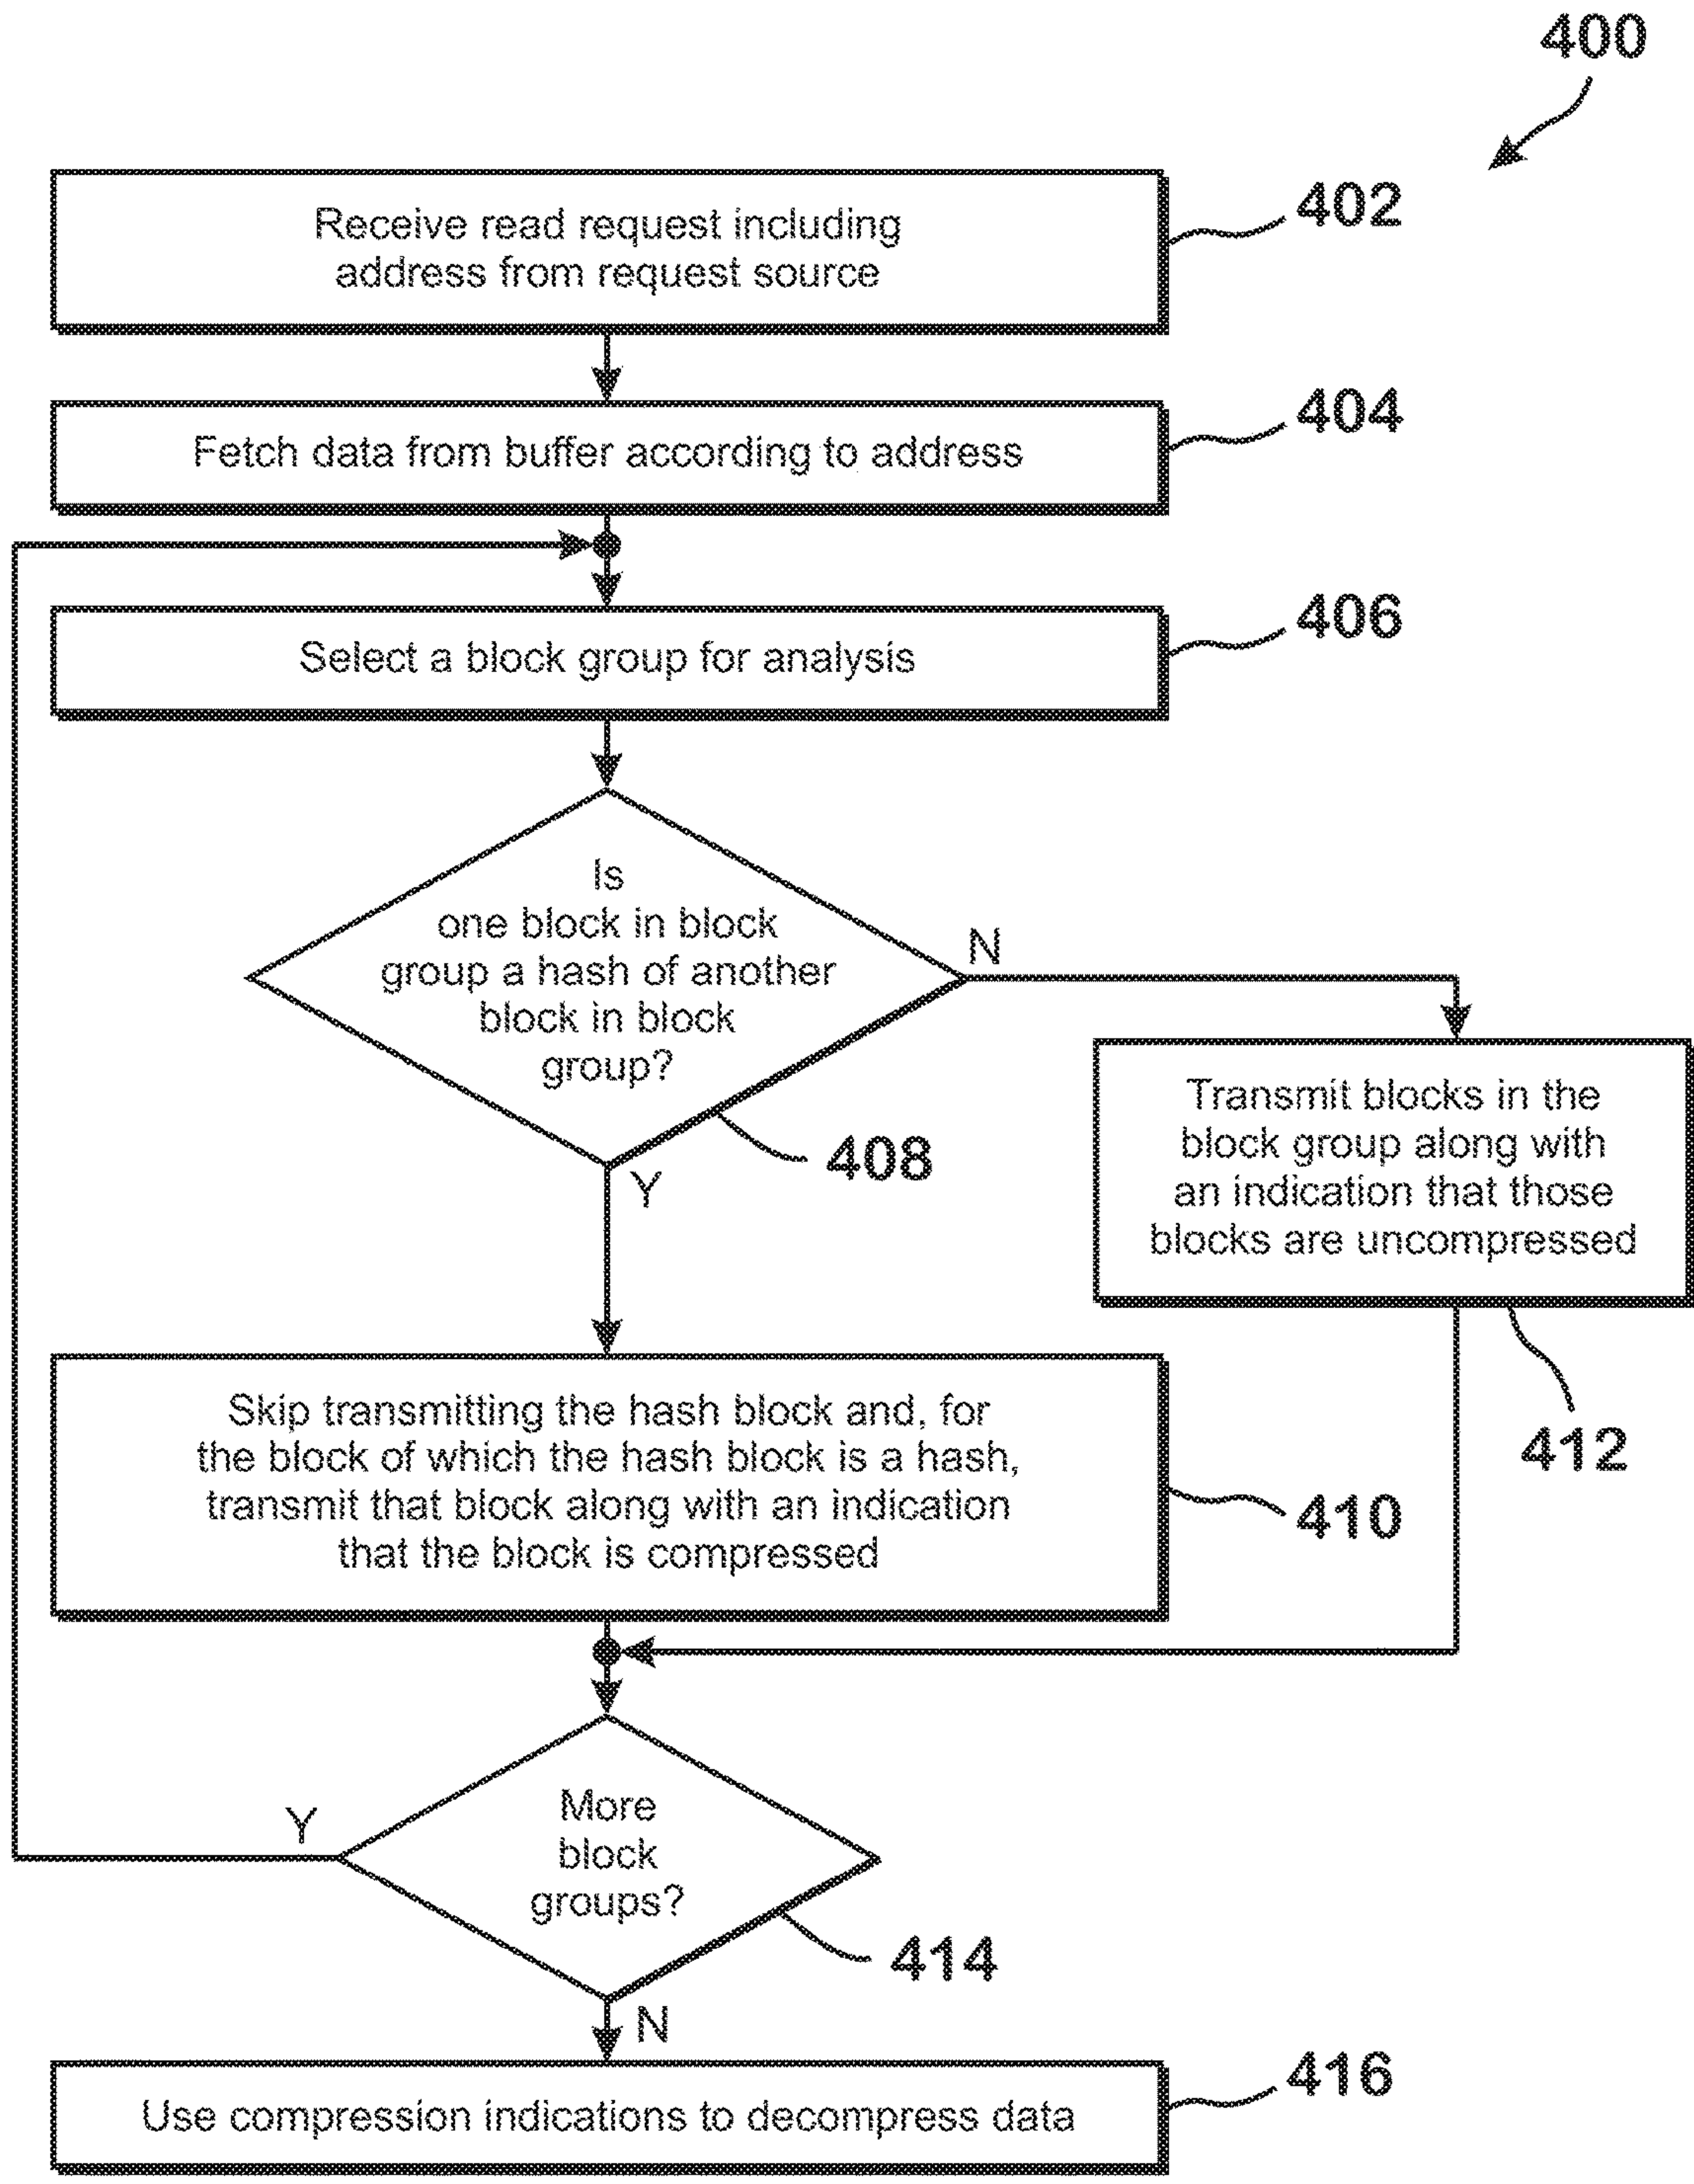 400
Receive read request including
address from request source
402
Fetch data from buffer according to address
404
Select a block group for analysis
406
Is
one block in block
group a hash of another
block in block
group?
N
408
Y
Transmit blocks in the
block group along with
an indication that those
blocks are uncompressed
412
Skip transmitting the hash block and, for
the block of which the hash block is a hash,
transmit that block along with an indication
that the block is compressed
410
More
block
groups?
Y
414
N
Use compression indications to decompress data
416